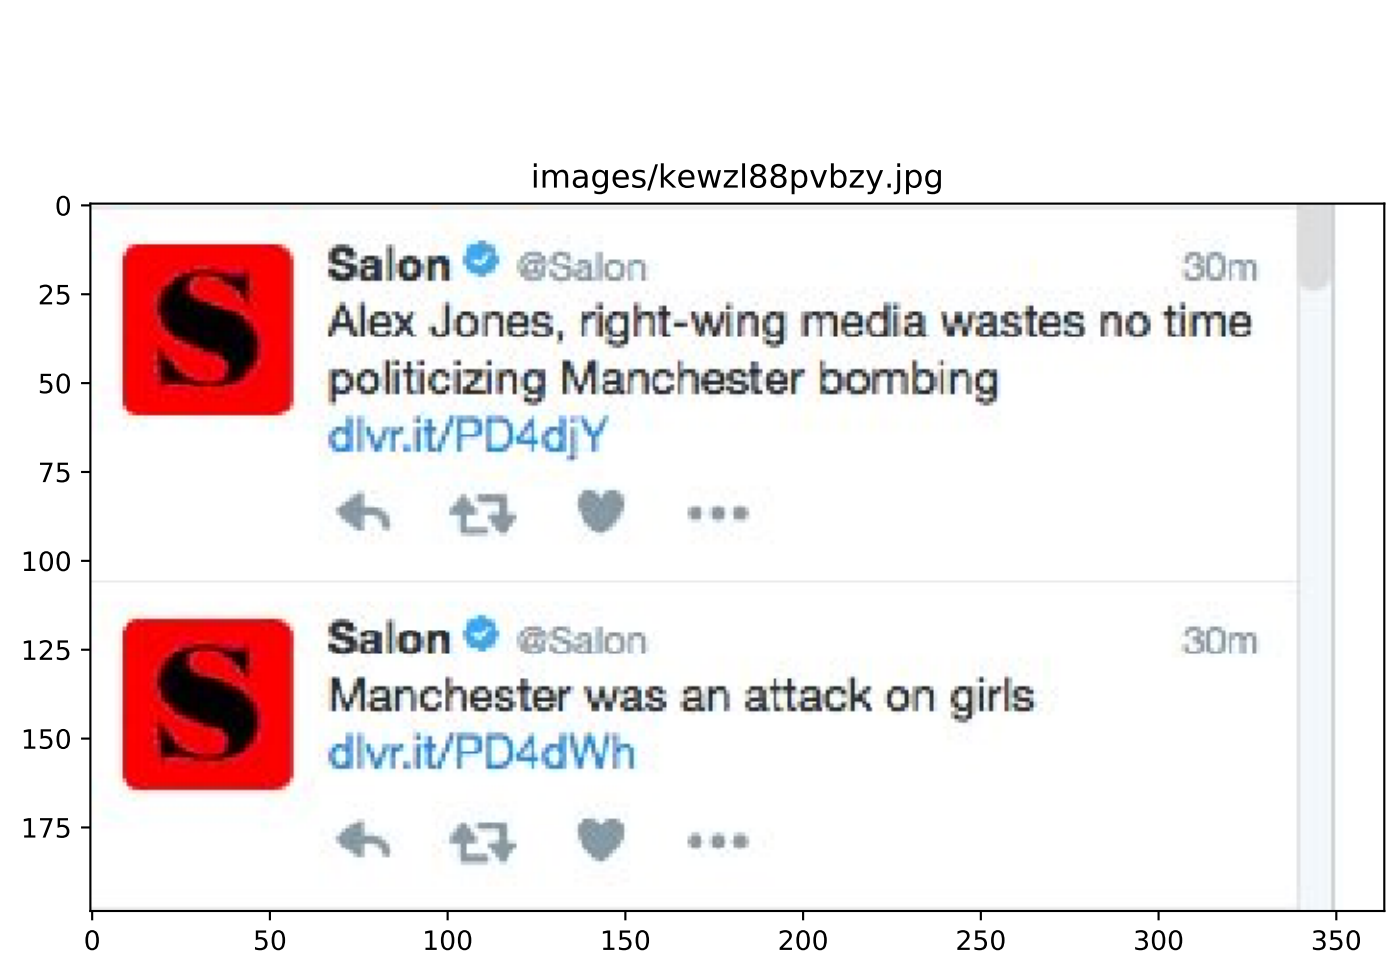 images/kewzl88pvbzy.jpg
0
25
50
75
100
125
150
175
S
Salon @Salon 30m
Alex Jones, right-wing media wastes no time
politicizing Manchester bombing
dlvr.it/PD4djY
S
Salon @Salon 30m
Manchester was an attack on girls
dlvr.it/PD4dWh
0 50 100 150 200 250 300 350